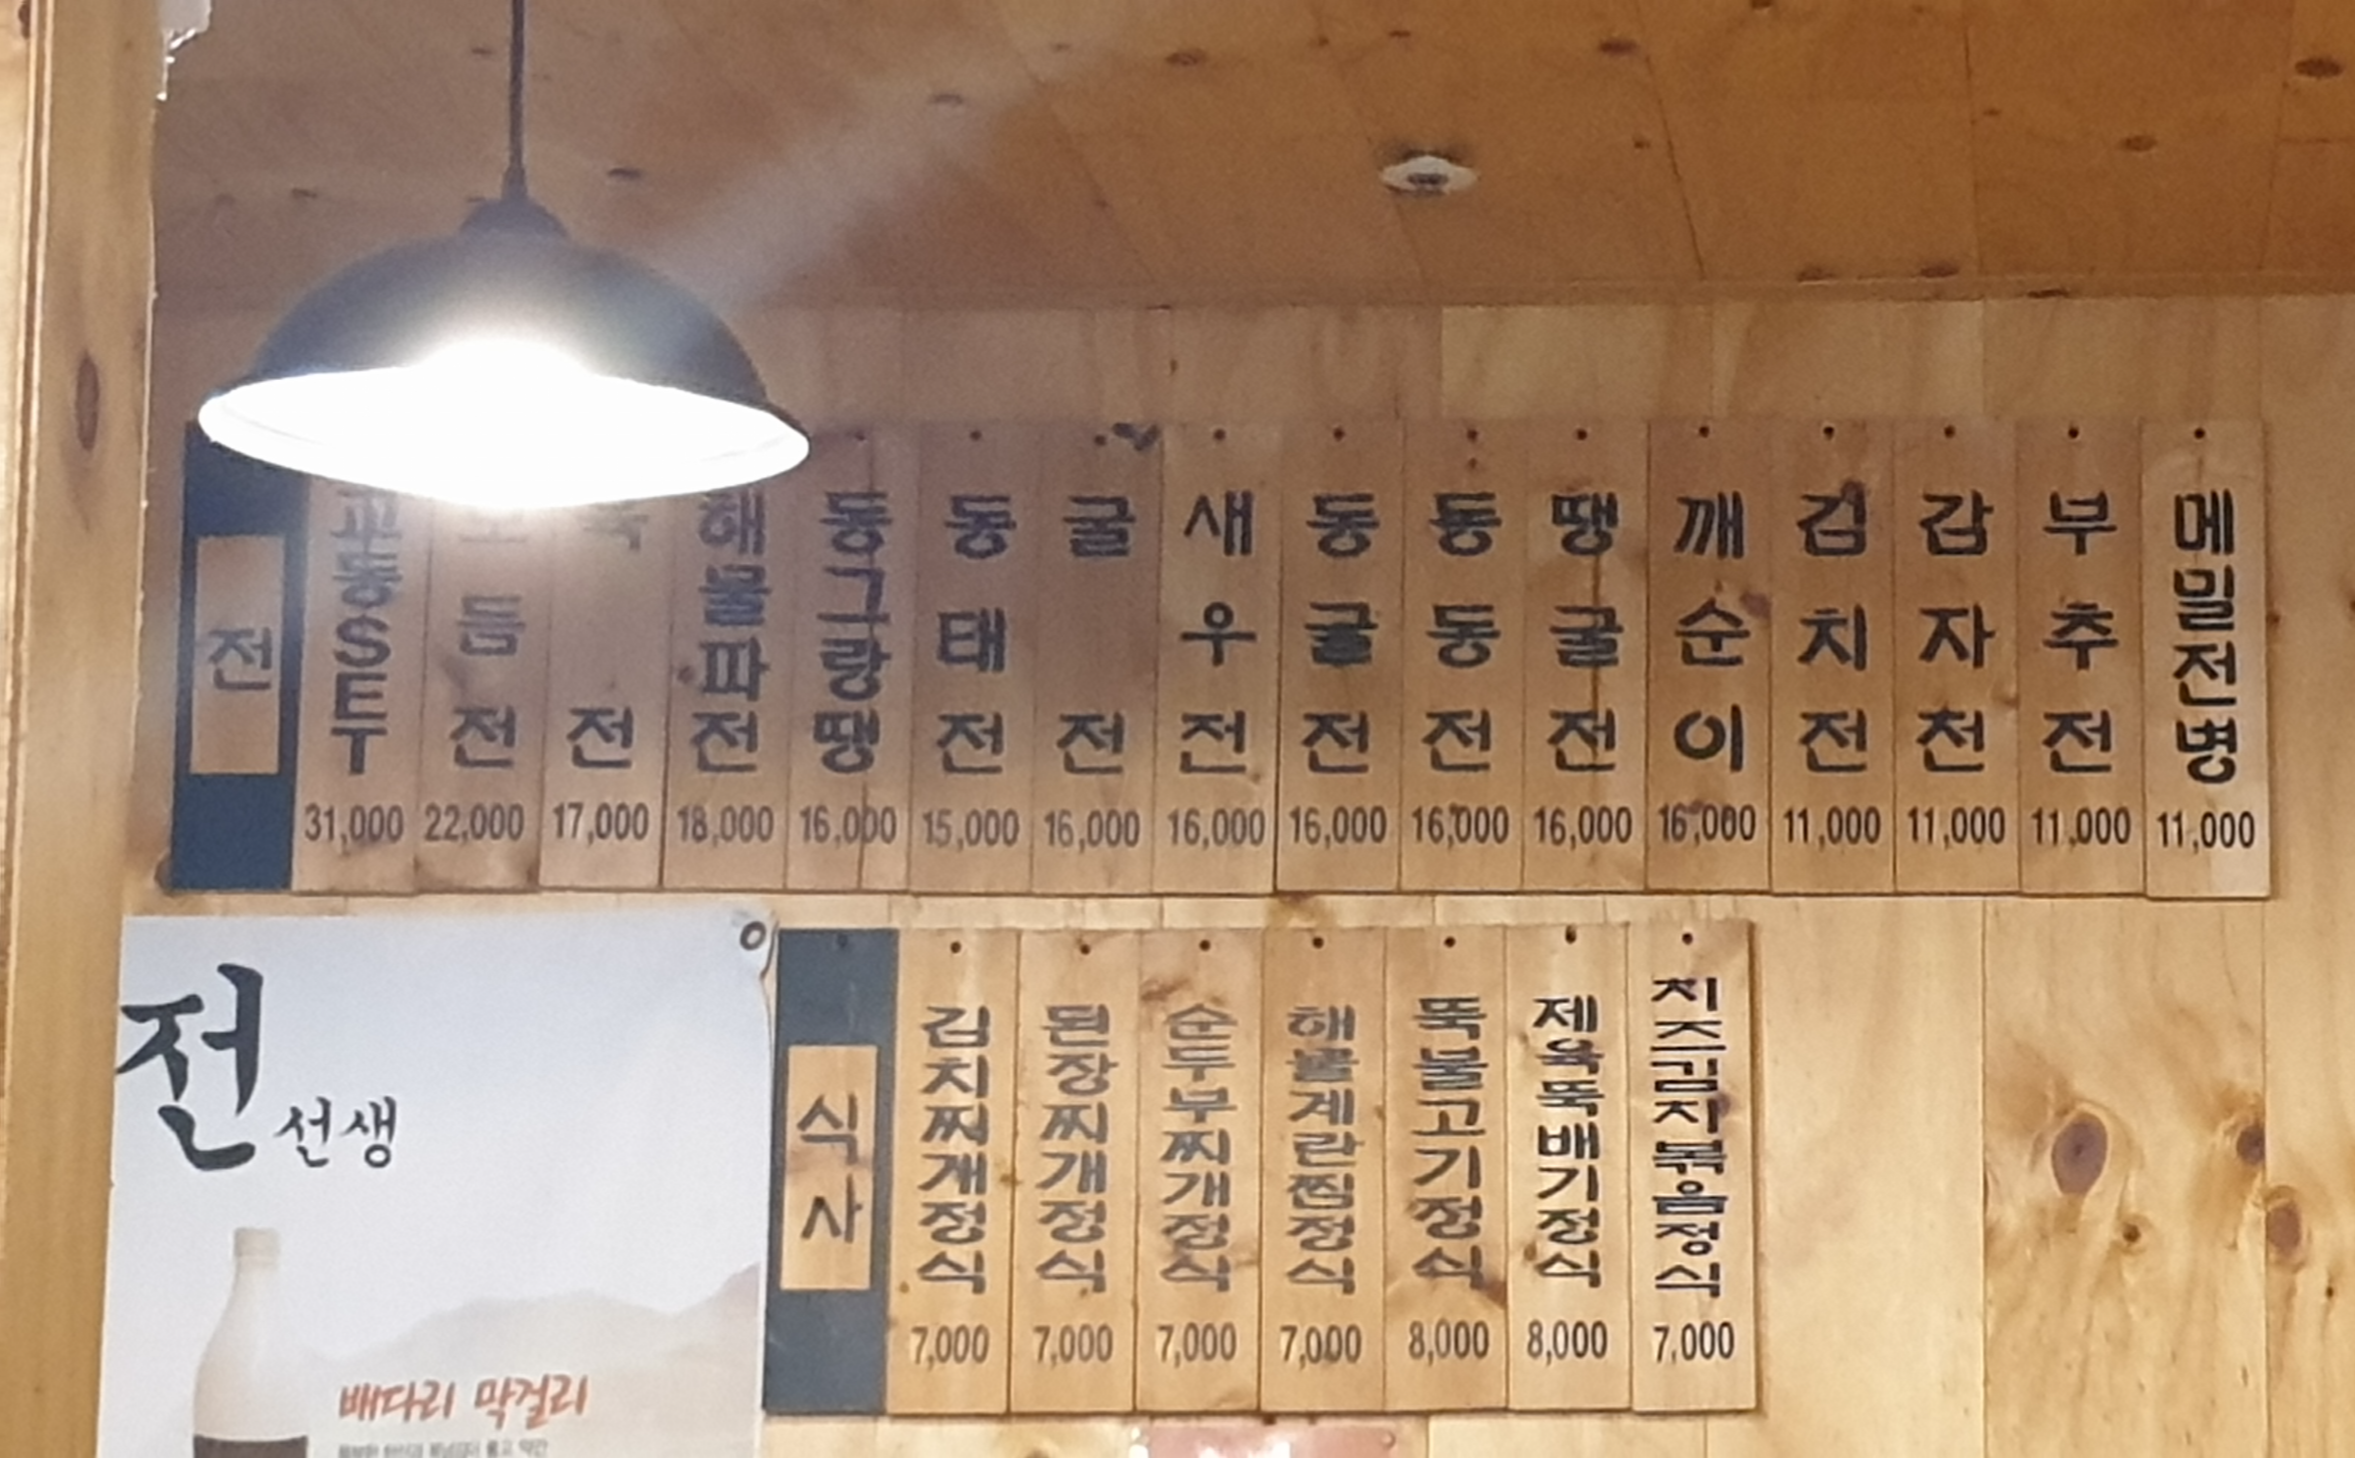 전
교동SET 31,000
모듬전 22,000
전 17,000
해물파전 18,000
동그랑땡 16,000
동태전 15,000
굴전 16,000
새우전 16,000
동굴전 16,000
동동전 16,000
땡굴전 16,000
깨순이 16,000
김치전 11,000
감자전 11,000
부추전 11,000
메밀전병 11,000
식사
김치찌개정식 7,000
된장찌개정식 7,000
순두부찌개정식 7,000
해물계란찜정식 7,000
뚝불고기정식 8,000
제육뚝배기정식 8,000
치즈김치볶음정식 7,000
전선생
배다리 막걸리